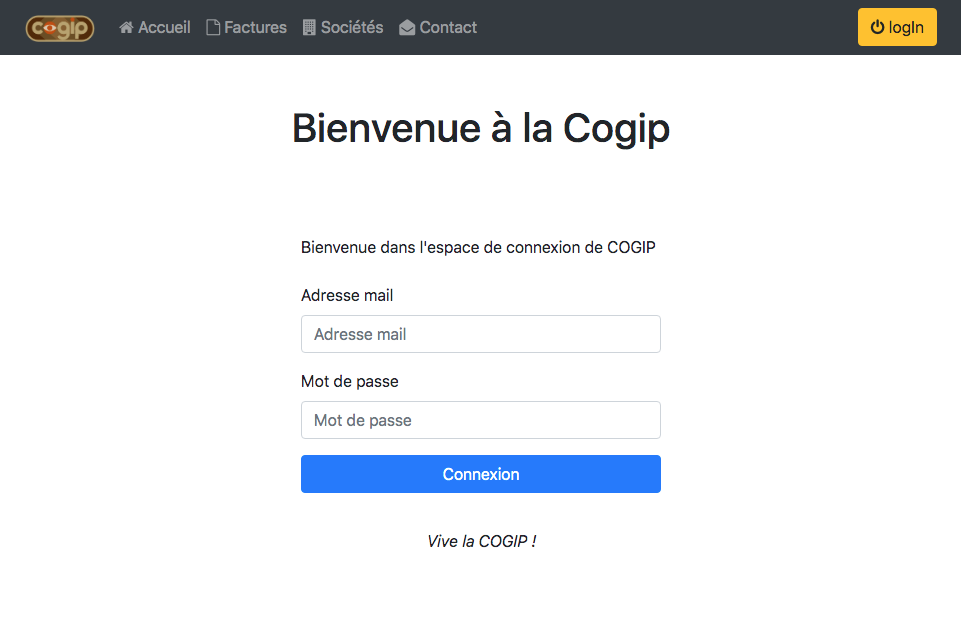 cogip Accueil Factures Sociétés Contact logIn
Bienvenue à la Cogip
Bienvenue dans l'espace de connexion de COGIP
Adresse mail
Adresse mail
Mot de passe
Mot de passe
Connexion
Vive la COGIP !